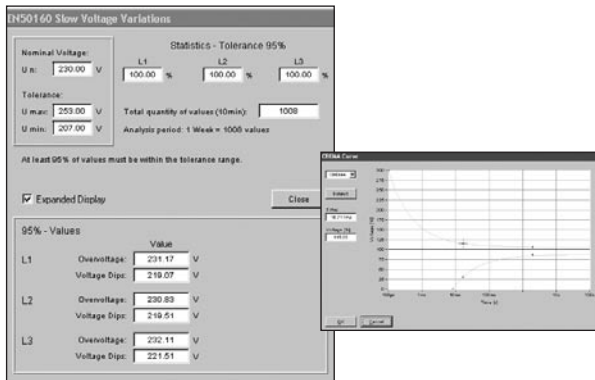 EN50160 Slow Voltage Variations
Nominal Voltage:
U n: 230.00 V
Tolerance:
U max: 253.00 V
U min: 207.00 V
Statistics - Tolerance 95%
L1 L2 L3
100.00 % 100.00 % 100.00 %
Total quantity of values (10min): 1008
Analysis period: 1 Week = 1008 values
At least 95% of values must be within the tolerance range.
Expanded Display
Close
95% - Values
Value
L1 Overvoltage: 231.17 V
Voltage Dips: 219.07 V
L2 Overvoltage: 230.83 V
Voltage Dips: 219.51 V
L3 Overvoltage: 232.11 V
Voltage Dips: 221.51 V
Curve
Cancel